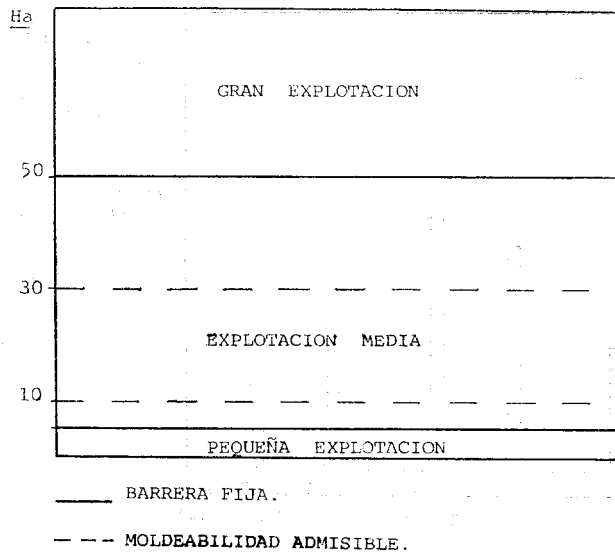 Ha
GRAN EXPLOTACION
50
30
EXPLOTACION MEDIA
10
PEQUEÑA EXPLOTACION
BARRERA FIJA.
MOLDEABILIDAD ADMISIBLE.